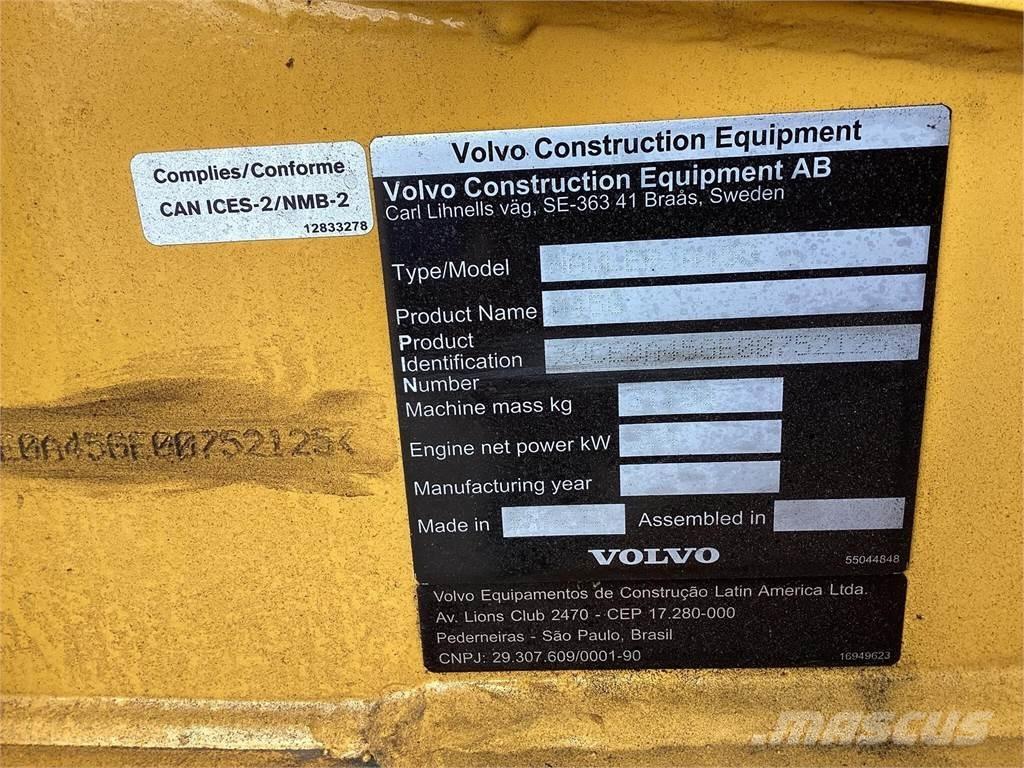 Complies/Conforme
CAN ICES-2/NMB-2
12833278
Volvo Construction Equipment
Volvo Construction Equipment AB
Carl Lihnells väg, SE-363 41 Braås, Sweden
Type/Model
Product Name
Product
Identification
Number
Machine mass kg
Engine net power kW
Manufacturing year
Made in
Assembled in
VOLVO
55044848
Volvo Equipamentos de Construção Latin America Ltda.
Av. Lions Club 2470 - CEP 17.280-000
Pederneiras - São Paulo, Brasil
CNPJ: 29.307.609/0001-90
16949623
MASCUS